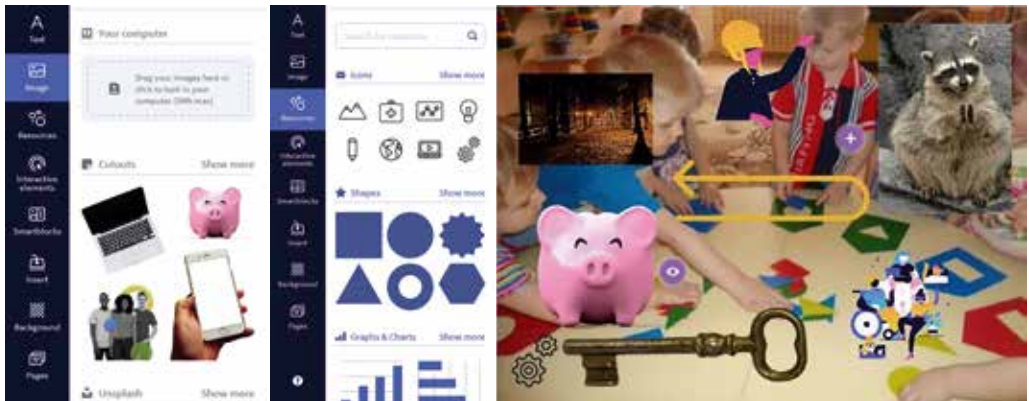 Text
Image
Resources
Interactive
elements
Smartblocks
Insert
Background
Pages
Your computer
Drag your images here or
click to look in your
computer (5Mb max)
Cutouts
Show more
Unsplash
Show more
Text
Image
Resources
Interactive
elements
Smartblocks
Insert
Background
Pages
Search for resources
Icons
Show more
Shapes
Show more
Graphs & Charts
Show more